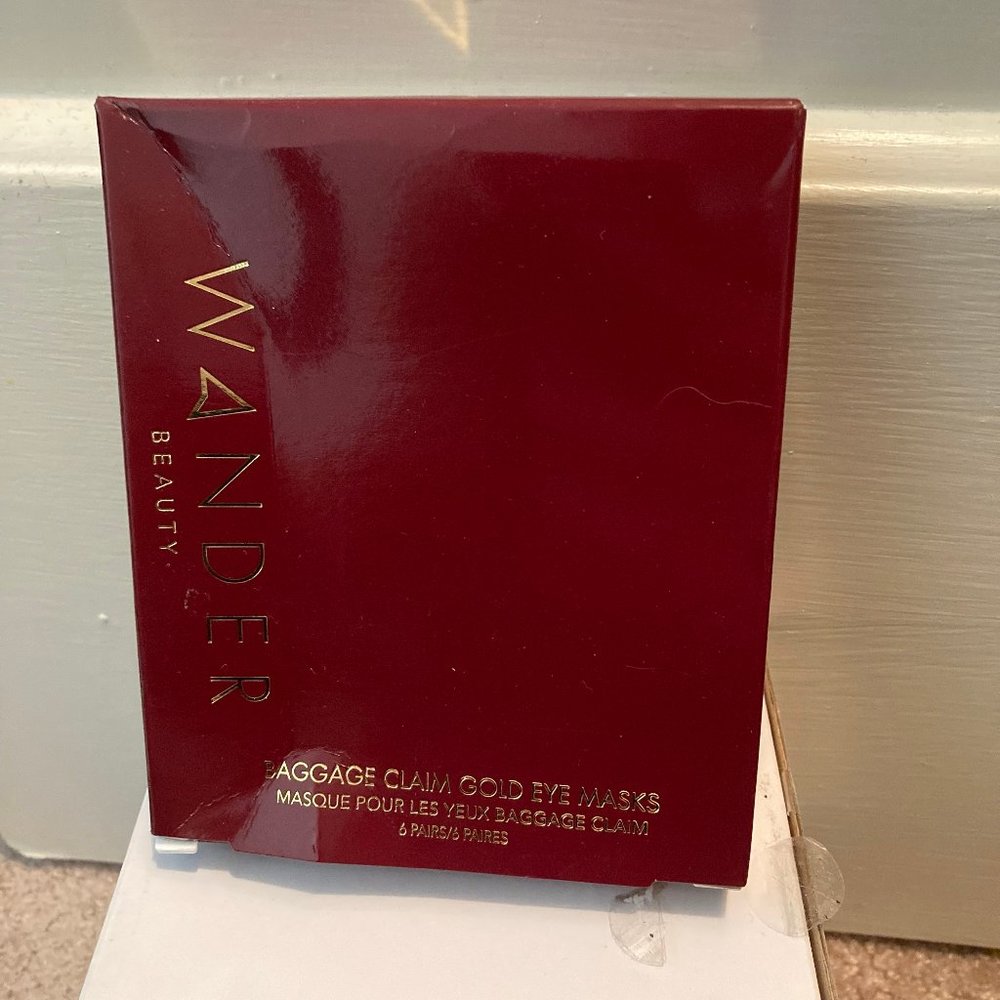 WANDER
BEAUTY
BAGGAGE CLAIM GOLD EYE MASKS
MASQUE POUR LES YEUX BAGGAGE CLAIM
6 PAIRS/6 PAIRES